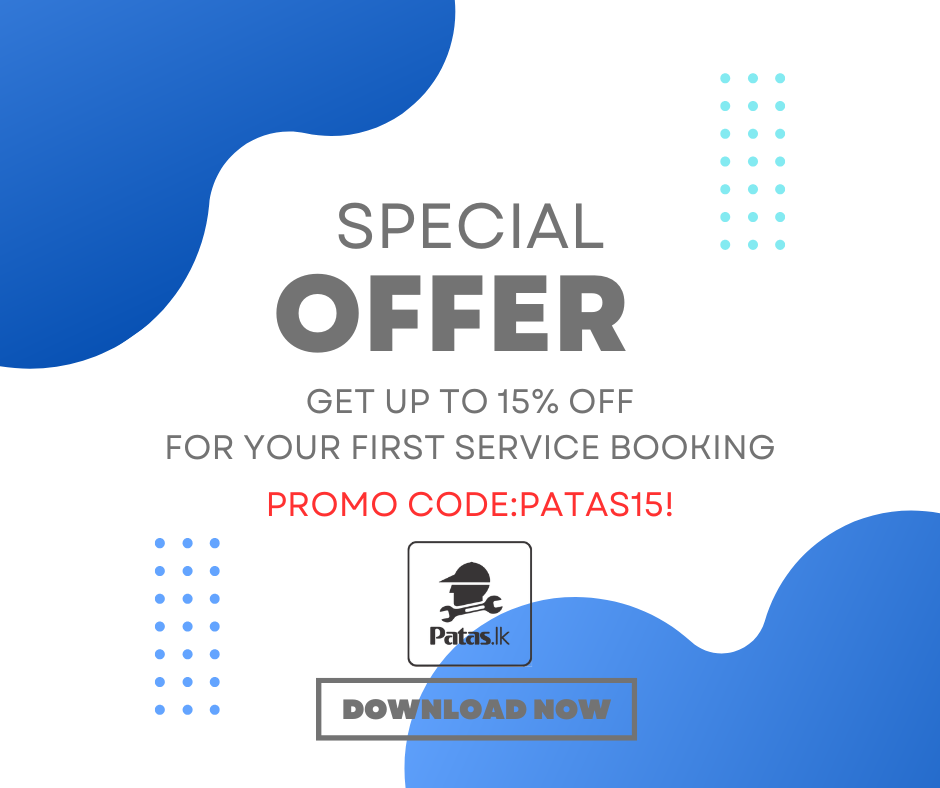 SPECIAL
OFFER
GET UP TO 15% OFF
FOR YOUR FIRST SERVICE BOOKING
PROMO CODE:PATAS15!
Patas.lk
DOWNLOAD NOW